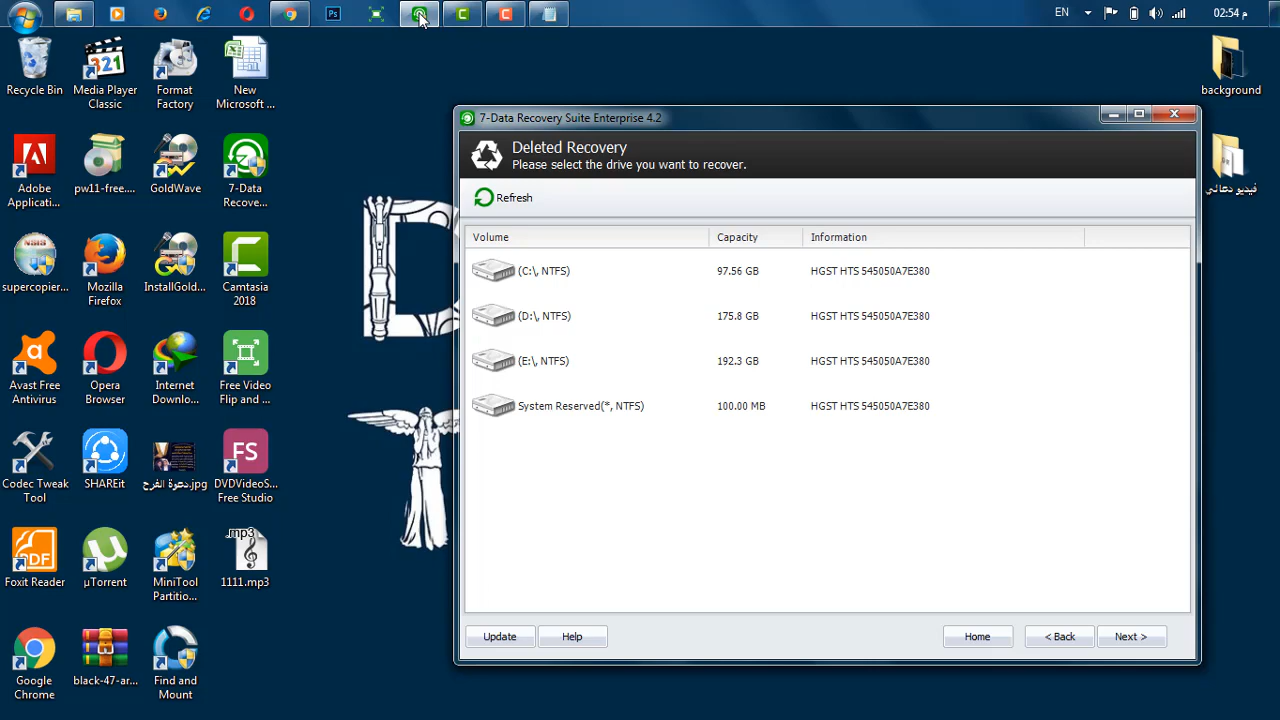 EN
02:54 م
Recycle Bin
Media Player
Classic
Format
Factory
New
Microsoft ...
background
Adobe
Applicati...
pw11-free....
GoldWave
7-Data
Recove...
فيديو دعائي
supercopier...
Mozilla
Firefox
InstallGold...
Camtasia
2018
Avast Free
Antivirus
Opera
Browser
Internet
Downlo...
Free Video
Flip and ...
Codec Tweak
Tool
SHAREit
دعوة الفرح.jpg
FS
DVDVideoS...
Free Studio
Foxit Reader
µTorrent
MiniTool
Partitio...
.mp3
1111.mp3
Google
Chrome
black-47-ar...
Find and
Mount
7-Data Recovery Suite Enterprise 4.2
Deleted Recovery
Please select the drive you want to recover.
Refresh
Volume Capacity Information
(C:\, NTFS) 97.56 GB HGST HTS 545050A7E380
(D:\, NTFS) 175.8 GB HGST HTS 545050A7E380
(E:\, NTFS) 192.3 GB HGST HTS 545050A7E380
System Reserved(*, NTFS) 100.00 MB HGST HTS 545050A7E380
Update Help Home < Back Next >